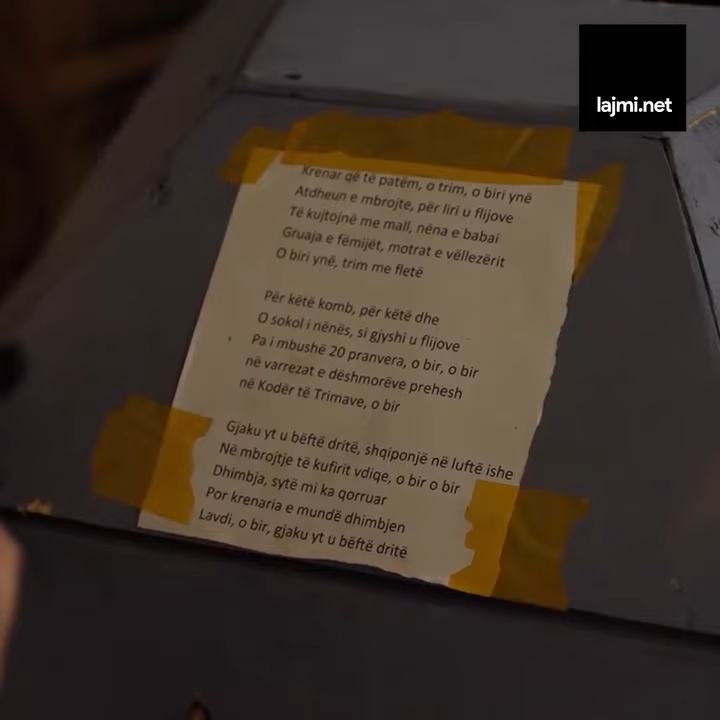 lajmi.net
Krenar që të patëm, o trim, o biri ynë
Atdheun e mbrojte, për liri u flijove
Të kujtojnë me mall, nëna e babai
Gruaja e fëmijët, motrat e vëllezërit
O biri ynë, trim me fletë
Për këtë komb, për këtë dhe
O sokol i nënës, si gjyshi u flijove
Pa i mbushë 20 pranvera, o bir, o bir
në varrezat e dëshmorëve prehesh
në Kodër të Trimave, o bir
Gjaku yt u bëftë dritë, shqiponjë në luftë ishe
Në mbrojtje të kufirit vdiqe, o bir o bir
Dhimbja, sytë mi ka qorruar
Por krenaria e mundë dhimbjen
Lavdi, o bir, gjaku yt u bëftë dritë